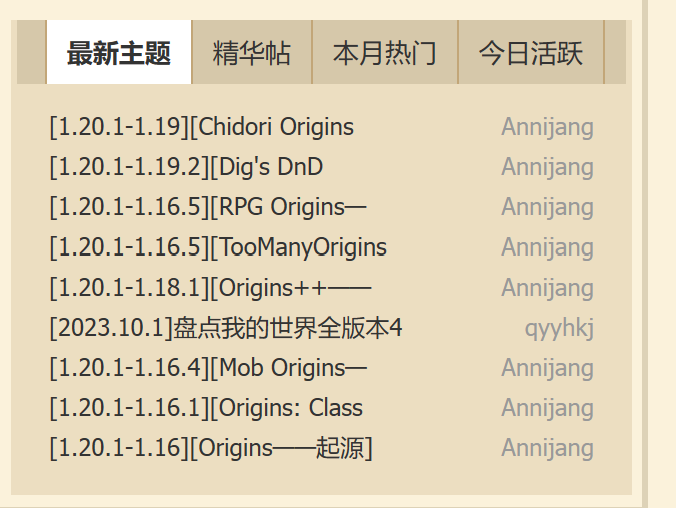 最新主题 精华帖 本月热门 今日活跃
[1.20.1-1.19][Chidori Origins Annijang
[1.20.1-1.19.2][Dig's DnD Annijang
[1.20.1-1.16.5][RPG Origins— Annijang
[1.20.1-1.16.5][TooManyOrigins Annijang
[1.20.1-1.18.1][Origins++—— Annijang
[2023.10.1]盘点我的世界全版本4 qyyhkj
[1.20.1-1.16.4][Mob Origins— Annijang
[1.20.1-1.16.1][Origins: Class Annijang
[1.20.1-1.16][Origins——起源] Annijang